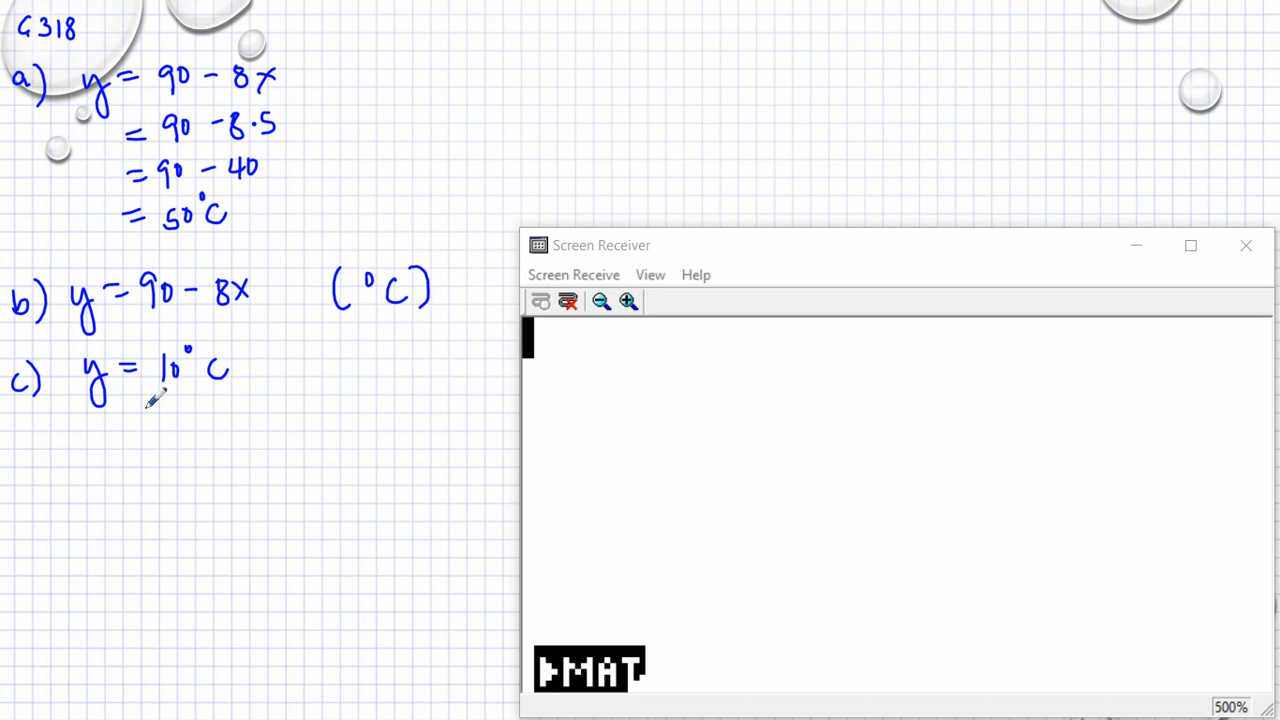 G318
a) y = 90 - 8x
= 90 - 8·5
= 90 - 40
= 50°C
b) y = 90 - 8x (°C)
c) y = 10°C
Screen Receiver
Screen Receive View Help
▶MAT
500%